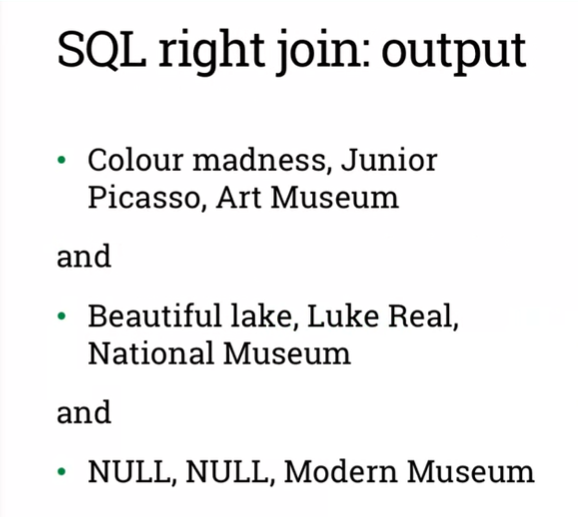 SQL right join: output
• Colour madness, Junior
Picasso, Art Museum
and
• Beautiful lake, Luke Real,
National Museum
and
• NULL, NULL, Modern Museum